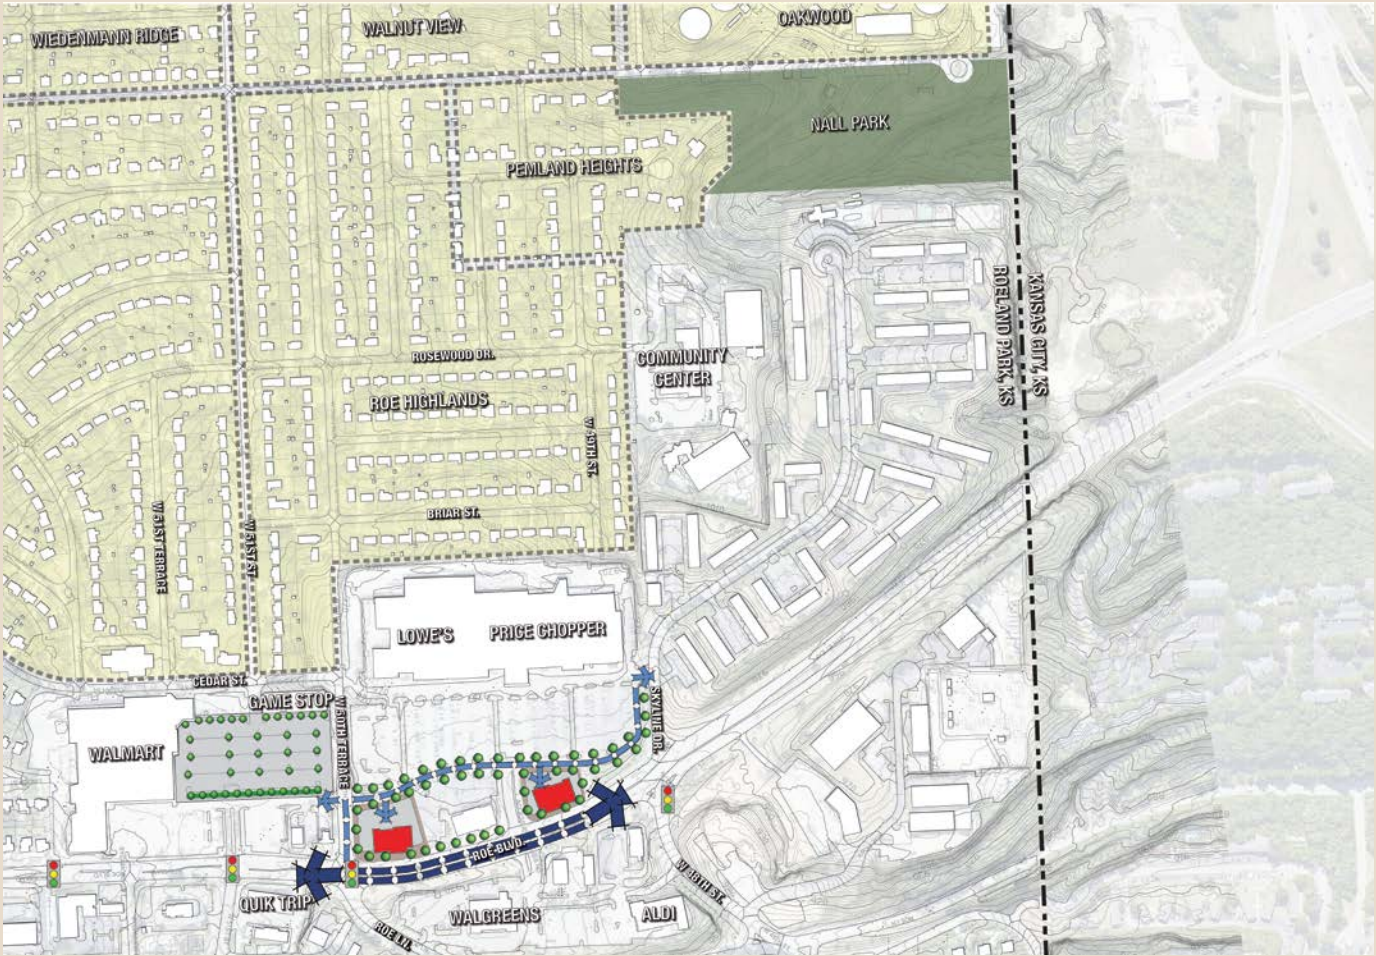 WIEDENMANN RIDGE
WALNUT VIEW
OAKWOOD
NALL PARK
PEMLAND HEIGHTS
ROELAND PARK, KS
KANSAS CITY, KS
ROSEWOOD DR.
COMMUNITY
CENTER
ROE HIGHLANDS
W 49TH ST.
BRIAR ST.
W 51ST TERRACE
W 51ST ST.
LOWE'S
PRICE CHOPPER
CEDAR ST.
GAME STOP
W 50TH TERRACE
SKYLINE DR.
WALMART
ROE BLVD.
QUIK TRIP
WALGREENS
ALDI
W 48TH ST.
ROE LN.